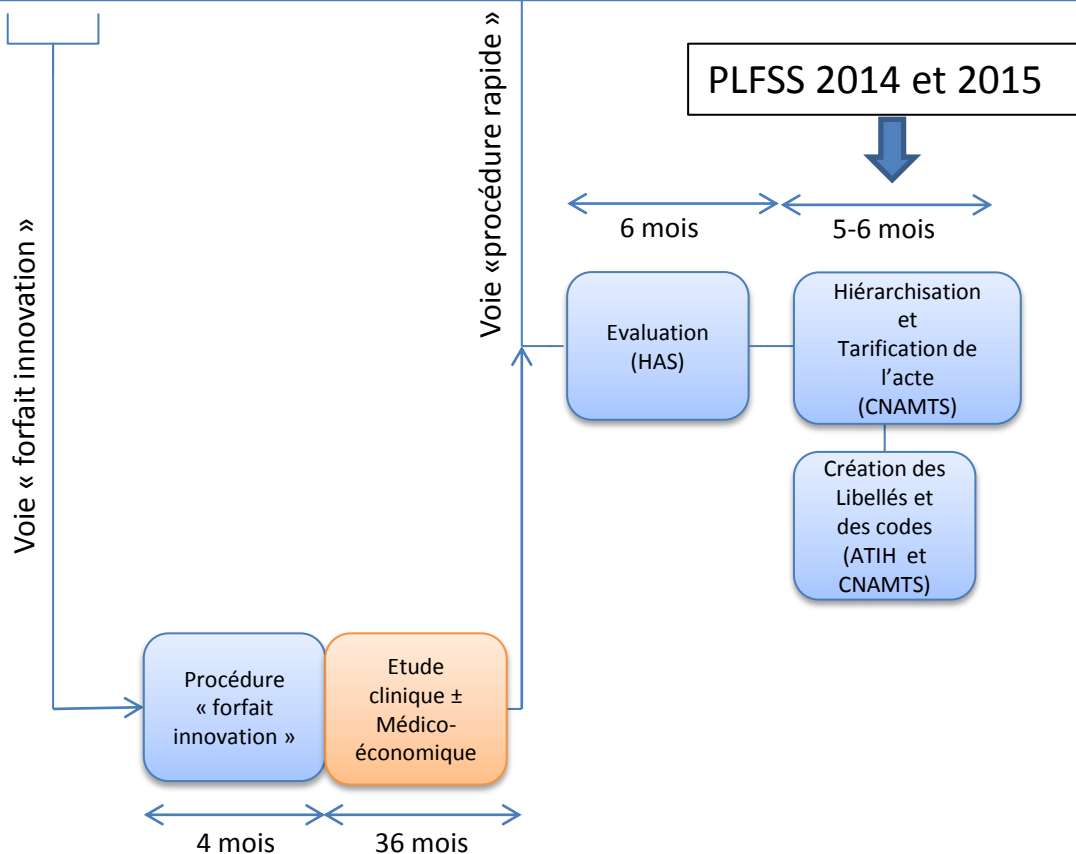 PLFSS 2014 et 2015
Voie « forfait innovation »
Voie «procédure rapide »
6 mois
5-6 mois
Evaluation
(HAS)
Hiérarchisation
et
Tarification de
l’acte
(CNAMTS)
Création des
Libellés et
des codes
(ATIH et
CNAMTS)
Procédure
« forfait
innovation »
Etude
clinique ±
Médico-
économique
4 mois
36 mois